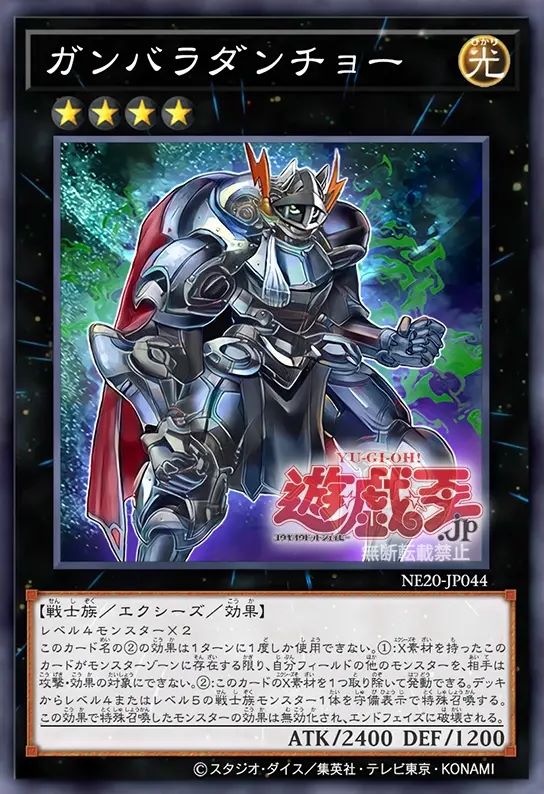 ガンバラダンチョー
光
YU-GI-OH!
遊戯王.jp
無断転載禁止
NE20-JP044
【戦士族/エクシーズ/効果】
レベル4モンスター×2
このカード名の②の効果は1ターンに1度しか使用できない。①:X素材を持ったこの
カードがモンスターゾーンに存在する限り、自分フィールドの他のモンスターを、相手は
攻撃・効果の対象にできない。②:このカードのX素材を1つ取り除いて発動できる。デッキ
からレベル4またはレベル5の戦士族モンスター1体を守備表示で特殊召喚する。
この効果で特殊召喚したモンスターの効果は無効化され、エンドフェイズに破壊される。
ATK/2400 DEF/1200
©スタジオ・ダイス/集英社・テレビ東京・KONAMI